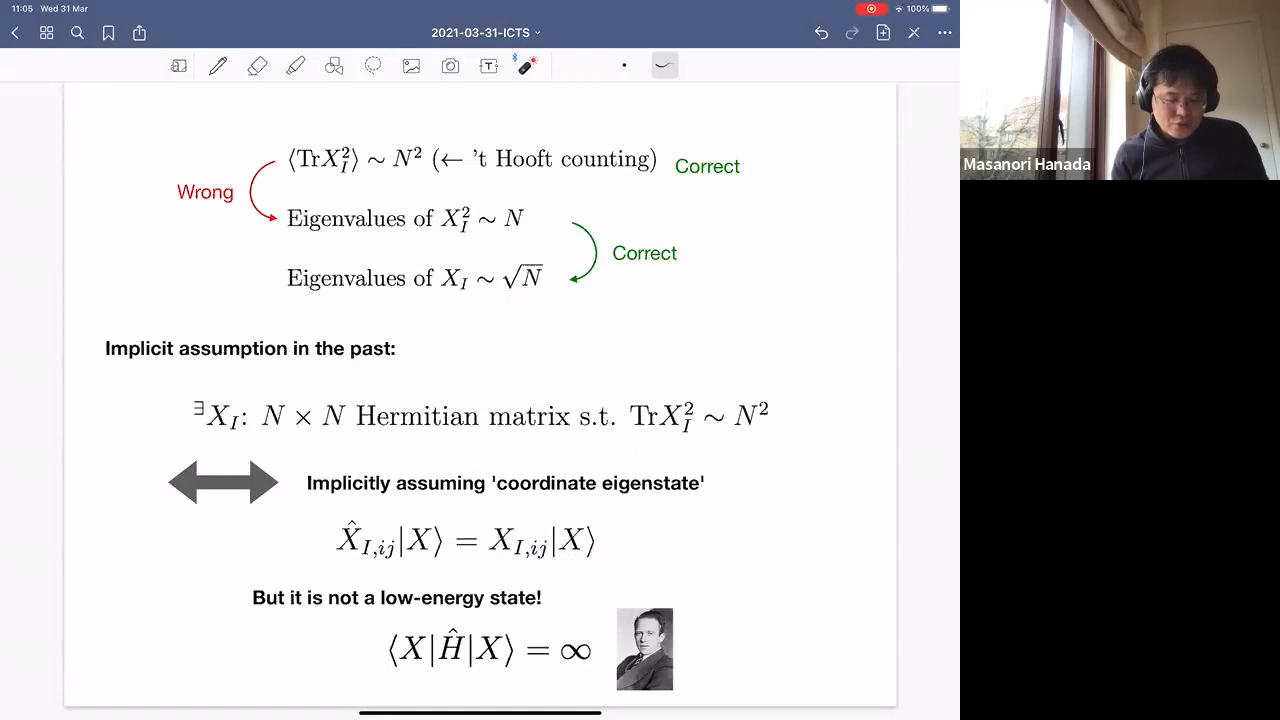 11:05 Wed 31 Mar
100%
2021-03-31-ICTS
⟨TrX_I^2⟩ ∼ N^2 (← 't Hooft counting) Correct
Wrong
Eigenvalues of X_I^2 ∼ N
Correct
Eigenvalues of X_I ∼ √N
Implicit assumption in the past:
∃X_I: N × N Hermitian matrix s.t. TrX_I^2 ∼ N^2
Implicitly assuming 'coordinate eigenstate'
X̂_{I,ij}|X⟩ = X_{I,ij}|X⟩
But it is not a low-energy state!
⟨X|Ĥ|X⟩ = ∞
Masanori Hanada